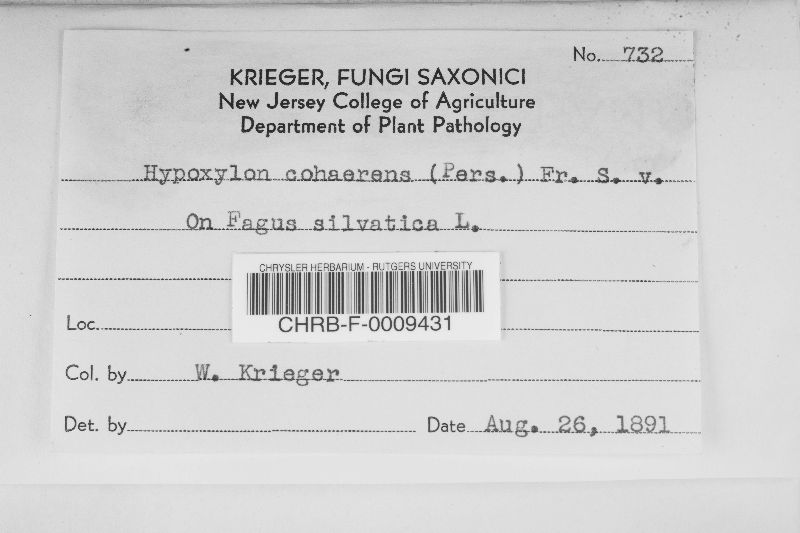 No. 732
KRIEGER, FUNGI SAXONICI
New Jersey College of Agriculture
Department of Plant Pathology
Hypoxylon cohaerens (Pers.) Fr. S. v.
On Fagus silvatica L.
CHRYSLER HERBARIUM - RUTGERS UNIVERSITY
CHRB-F-0009431
Loc.
Col. by W. Krieger
Det. by Date Aug. 26, 1891